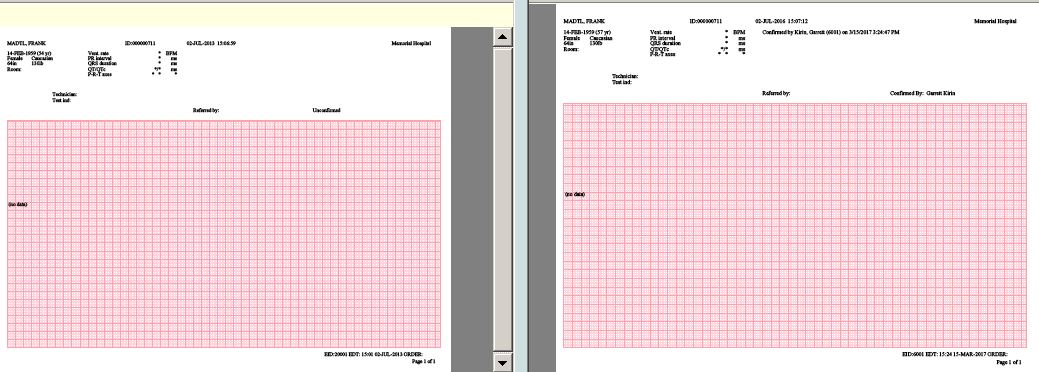 MADTL, FRANK ID:000000711 02-JUL-2013 15:06:59 Memorial Hospital
14-FEB-1959 (54 yr) Vent. rate * BPM
Female Caucasian PR interval * ms
64in 130lb QRS duration * ms
Room: QT/QTc */* ms
P-R-T axes * * *
Technician:
Test ind:
Referred by: Unconfirmed
(no data)
EID:20001 EDT: 15:01 02-JUL-2013 ORDER:
Page 1 of 1
MADTL, FRANK ID:000000711 02-JUL-2016 15:07:12 Memorial Hospital
14-FEB-1959 (57 yr) Vent. rate * BPM Confirmed by Kirin, Garrett (6001) on 3/15/2017 3:24:47 PM
Female Caucasian PR interval * ms
64in 130lb QRS duration * ms
Room: QT/QTc */* ms
P-R-T axes * * *
Technician:
Test ind:
Referred by: Confirmed By: Garrett Kirin
(no data)
EID:6001 EDT: 15:24 15-MAR-2017 ORDER:
Page 1 of 1